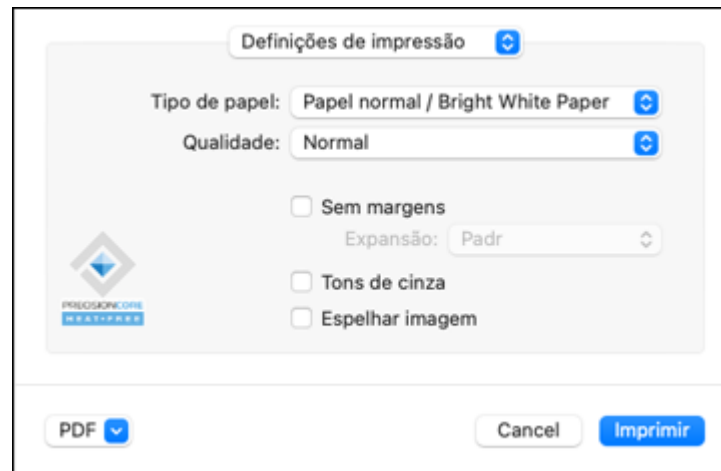 Definições de impressão
Tipo de papel: Papel normal / Bright White Paper
Qualidade: Normal
Sem margens
Expansão: Padr
Tons de cinza
Espelhar imagem
PRECISIONCORE
HEAT-FREE
PDF Cancel Imprimir